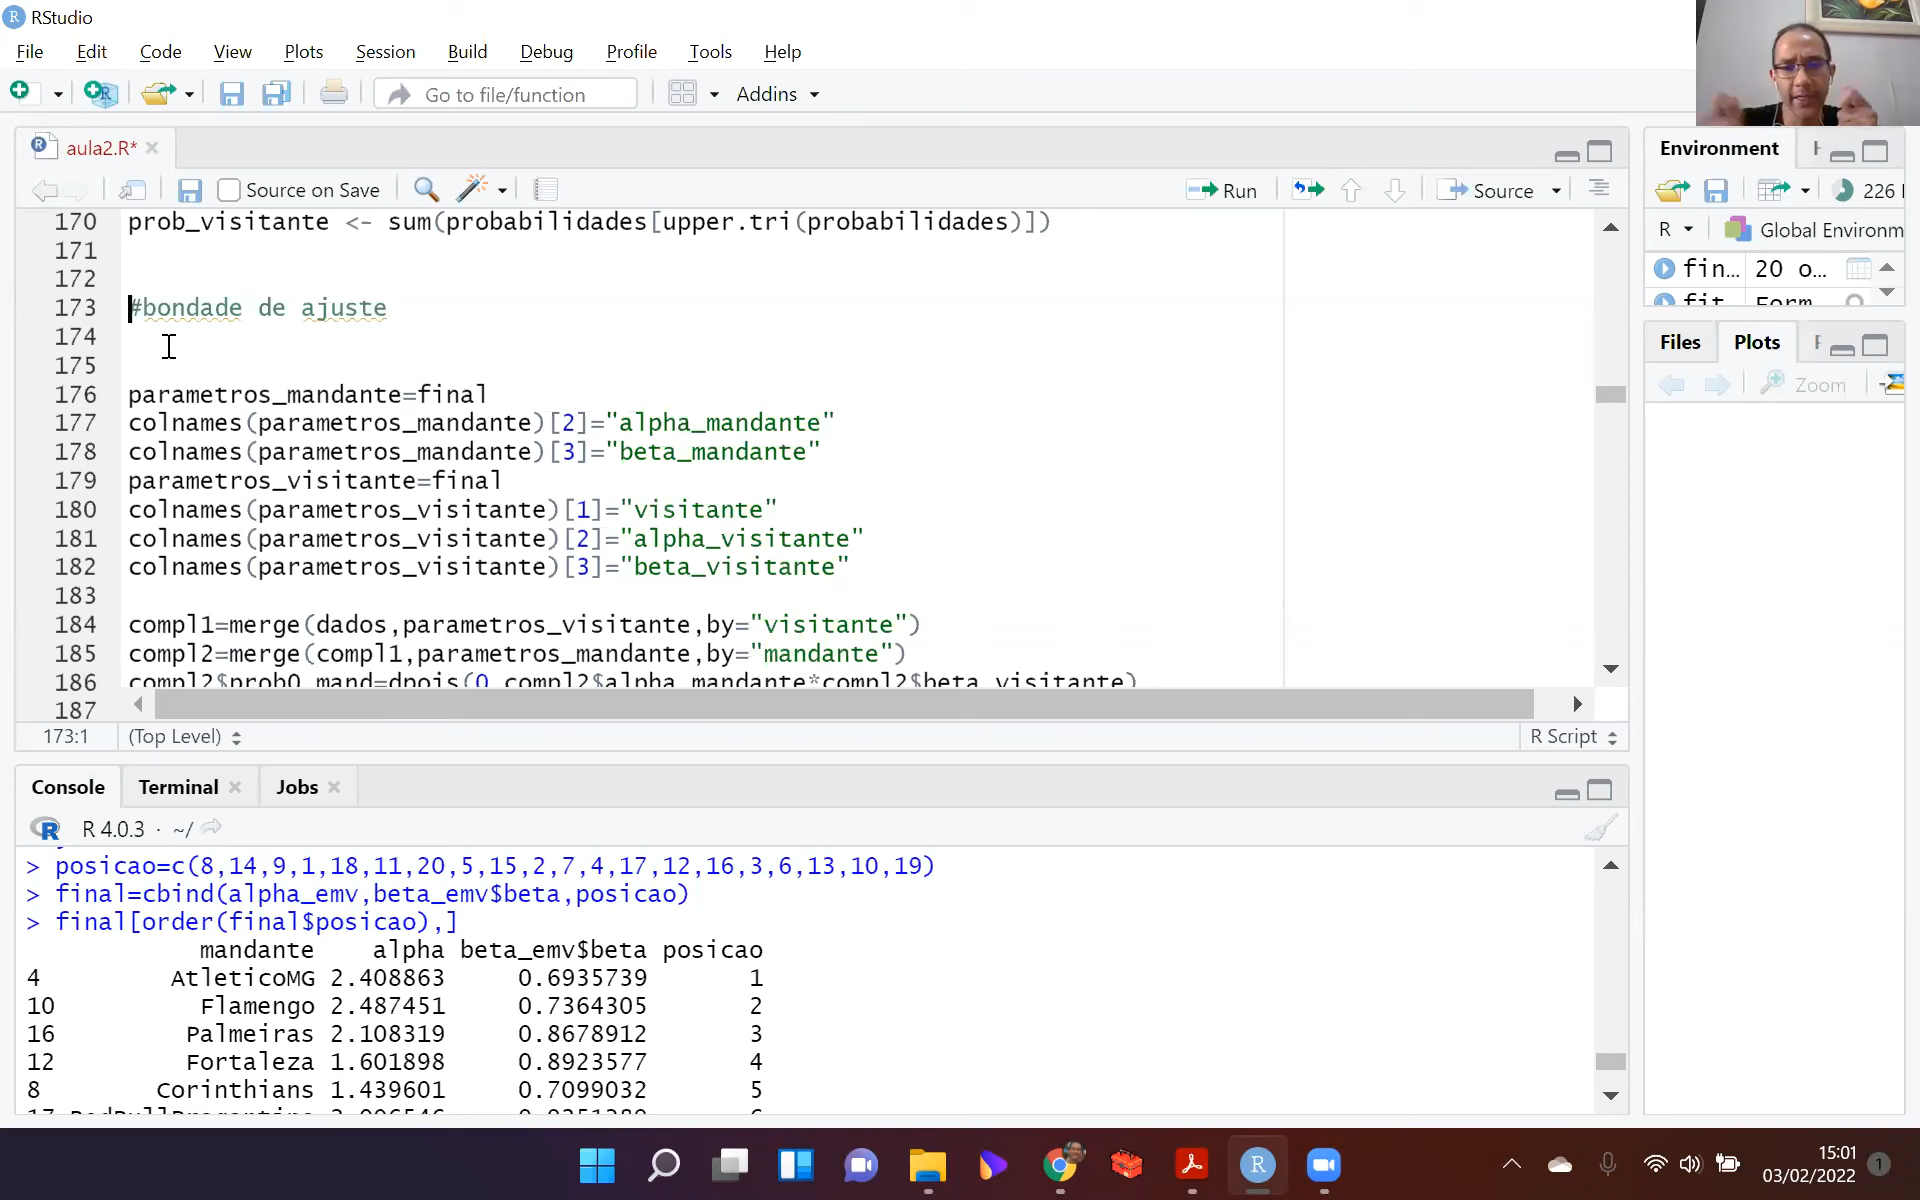 RStudio
File Edit Code View Plots Session Build Debug Profile Tools Help
Go to file/function Addins
aula2.R* Environment
Source on Save Run Source 226
R Global Environm
170 prob_visitante <- sum(probabilidades[upper.tri(probabilidades)])
171
172
173 #bondade de ajuste
174
175
176 parametros_mandante=final
177 colnames(parametros_mandante)[2]="alpha_mandante"
178 colnames(parametros_mandante)[3]="beta_mandante"
179 parametros_visitante=final
180 colnames(parametros_visitante)[1]="visitante"
181 colnames(parametros_visitante)[2]="alpha_visitante"
182 colnames(parametros_visitante)[3]="beta_visitante"
183
184 compl1=merge(dados,parametros_visitante,by="visitante")
185 compl2=merge(compl1,parametros_mandante,by="mandante")
186 compl2$prob0_mand=dpois(0,compl2$alpha_mandante*compl2$beta_visitante)
187
173:1 (Top Level) R Script
fin... 20 o...
fit Form
Files Plots
Zoom
Console Terminal Jobs
R 4.0.3 · ~/
> posicao=c(8,14,9,1,18,11,20,5,15,2,7,4,17,12,16,3,6,13,10,19)
> final=cbind(alpha_emv,beta_emv$beta,posicao)
> final[order(final$posicao),]
mandante alpha beta_emv$beta posicao
4 AtleticoMG 2.408863 0.6935739 1
10 Flamengo 2.487451 0.7364305 2
16 Palmeiras 2.108319 0.8678912 3
12 Fortaleza 1.601898 0.8923577 4
8 Corinthians 1.439601 0.7099032 5
15:01
03/02/2022 1